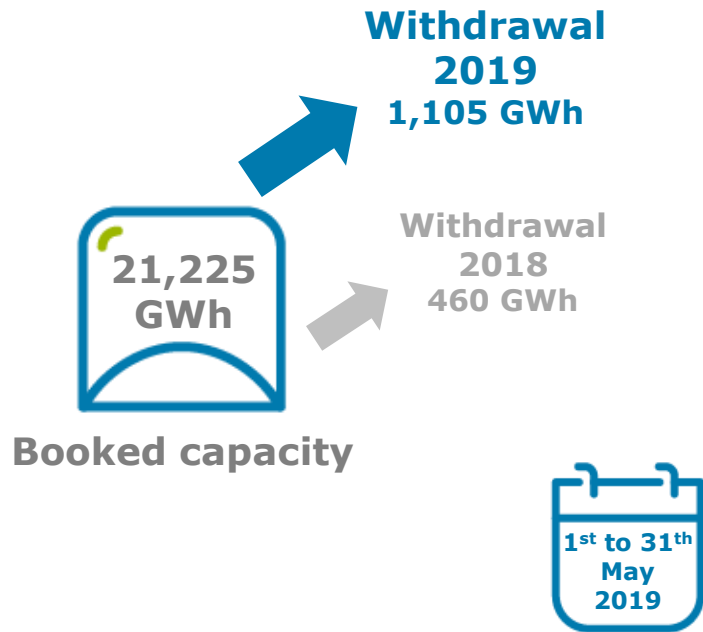 Withdrawal
2019
1,105 GWh
21,225
GWh
Withdrawal
2018
460 GWh
Booked capacity
1st to 31th
May
2019